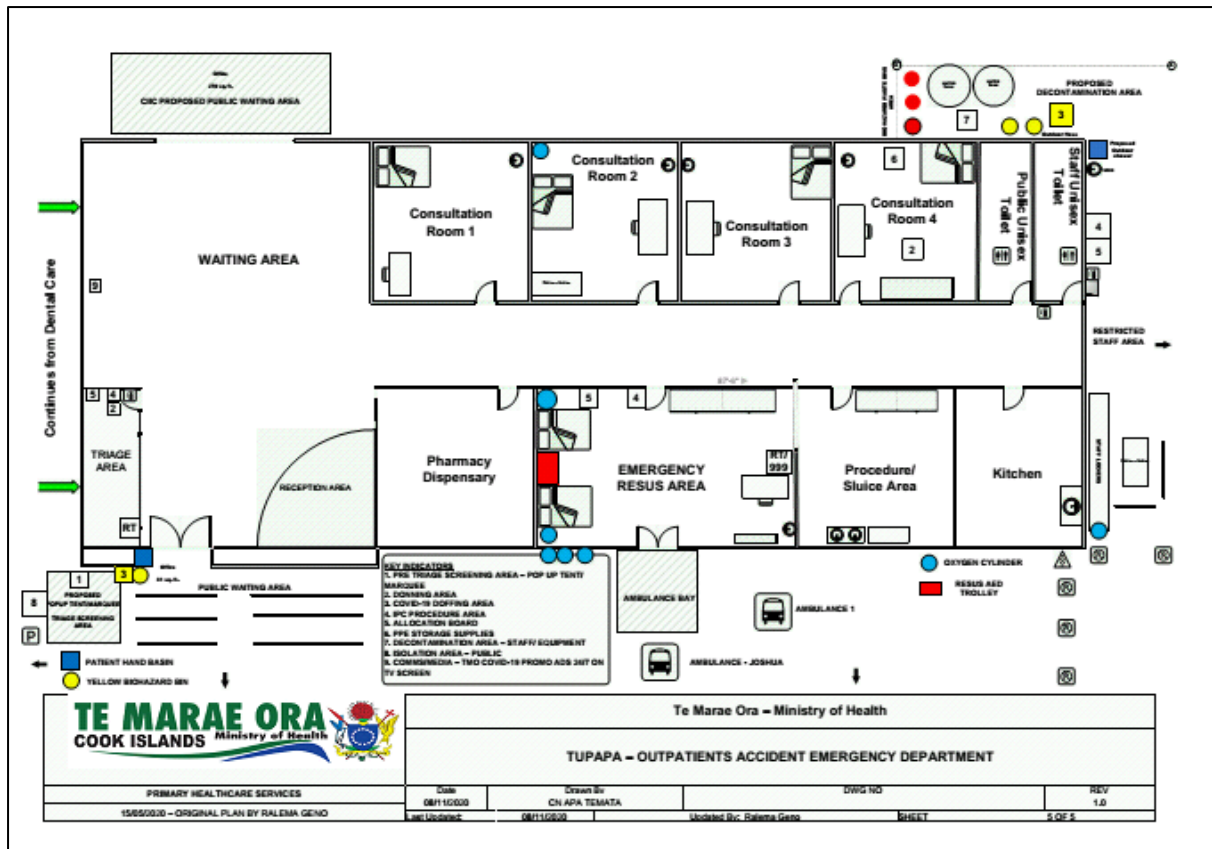 CIIC PROPOSED PUBLIC WAITING AREA
PROPOSED
DECONTAMINATION AREA
7
3
Continues from Dental Care
WAITING AREA
9
Consultation
Room 1
Consultation
Room 2
Consultation
Room 3
6
Consultation
Room 4
2
Public Unisex
Toilet
Staff Unisex
Toilet
Proposed
Outdoor
shower
4
5
RESTRICTED
STAFF AREA
5
4
2
TRIAGE
AREA
RT
RECEPTION AREA
Pharmacy
Dispensary
5
4
EMERGENCY
RESUS AREA
RT/
999
Procedure/
Sluice Area
Kitchen
STAFF LOCKERS
1
PROPOSED
POPUP TENT/MARQUEE
TRIAGE SCREENING
AREA
8
P
3
PUBLIC WAITING AREA
KEY INDICATORS
1. PRE TRIAGE SCREENING AREA – POP UP TENT/
MARQUEE
2. DONNING AREA
3. COVID-19 DOFFING AREA
4. IPC PROCEDURE AREA
5. ALLOCATION BOARD
6. PPE STORAGE SUPPLIES
7. DECONTAMINATION AREA – STAFF/ EQUIPMENT
8. ISOLATION AREA – PUBLIC
9. COMMS/MEDIA – TMO COVID-19 PROMO ADS 24/7 ON
TV SCREEN
AMBULANCE BAY
AMBULANCE 1
AMBULANCE - JOSHUA
OXYGEN CYLINDER
RESUS AED
TROLLEY
PATIENT HAND BASIN
YELLOW BIOHAZARD BIN
TE MARAE ORA
COOK ISLANDS Ministry of Health
Te Marae Ora – Ministry of Health
TUPAPA – OUTPATIENTS ACCIDENT EMERGENCY DEPARTMENT
PRIMARY HEALTHCARE SERVICES
15/05/2020 – ORIGINAL PLAN BY RALEMA GENO
Date
08/11/2020
Drawn By
CN APA TEMATA
DWG NO
REV
1.0
Last Updated:
08/11/2020
Updated By: Ralema Geno
SHEET
5 OF 5